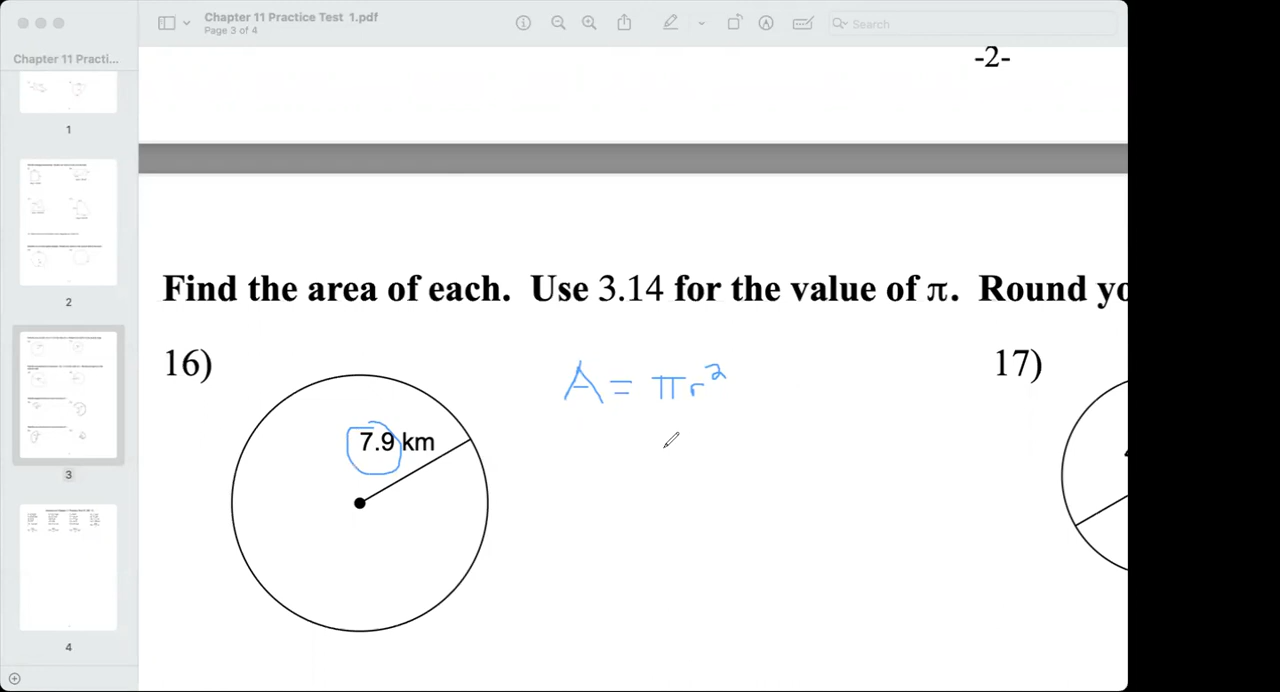 Chapter 11 Practice Test 1.pdf
Page 3 of 4
Search
Chapter 11 Practi...
1
2
3
4
-2-
Find the area of each. Use 3.14 for the value of π. Round yo
16)
7.9 km
A = πr²
17)